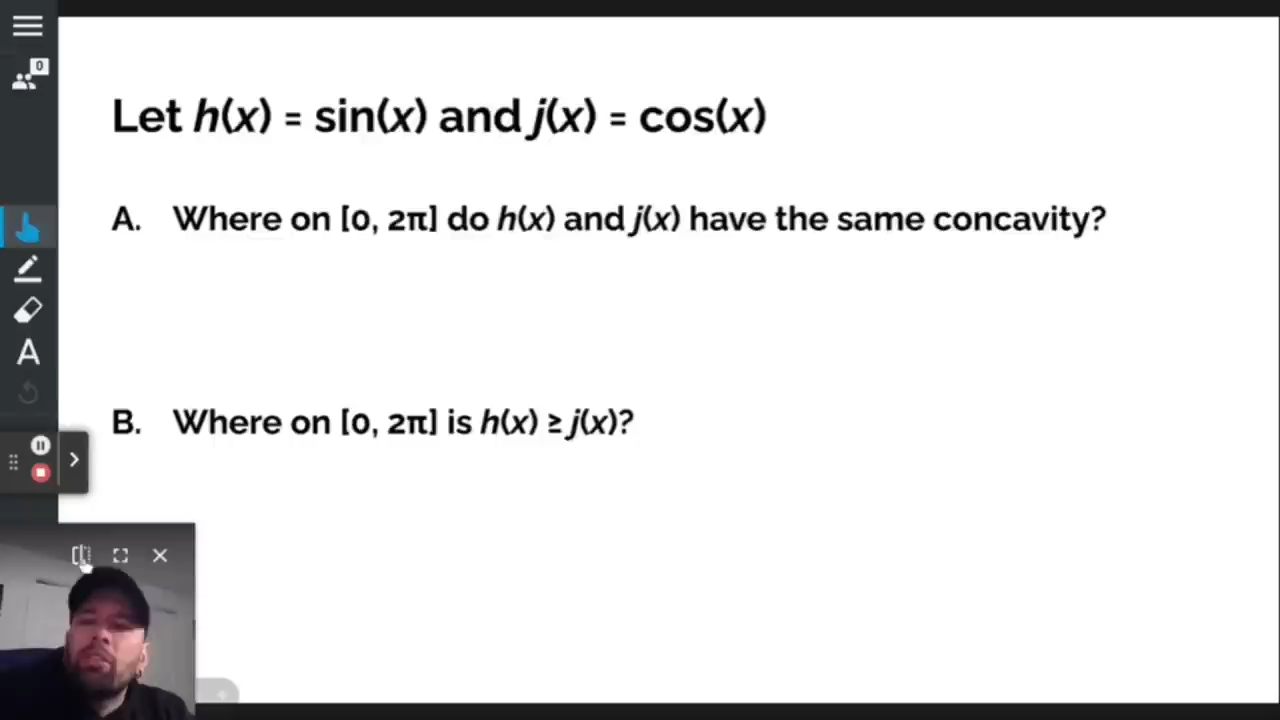 0
Let h(x) = sin(x) and j(x) = cos(x)
A. Where on [0, 2π] do h(x) and j(x) have the same concavity?
B. Where on [0, 2π] is h(x) ≥ j(x)?
A